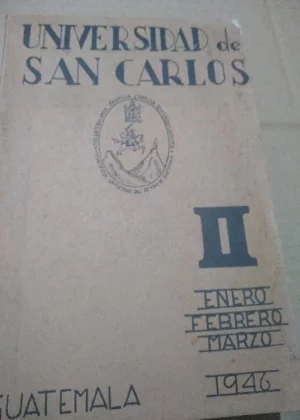 UNIVERSIDAD de
SAN CARLOS
II
ENERO
FEBRERO
MARZO
1946
GUATEMALA